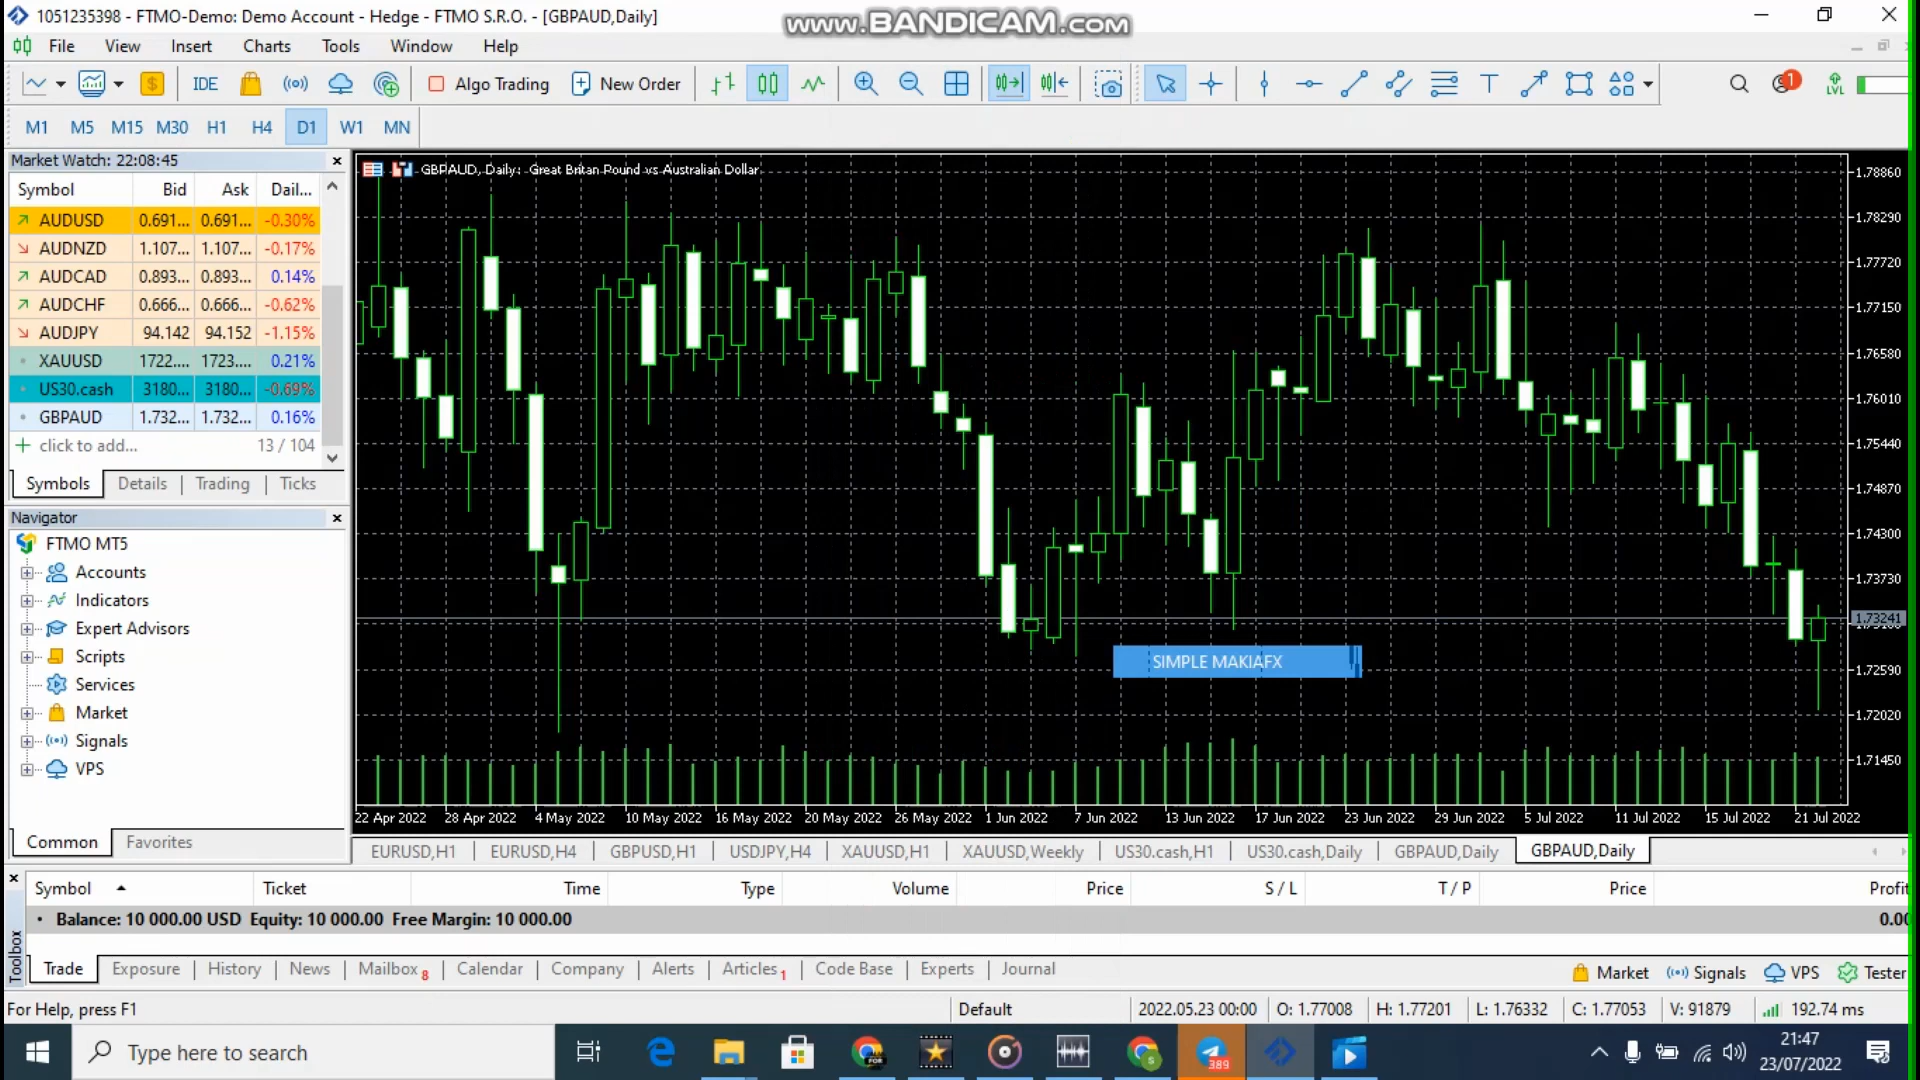 1051235398 - FTMO-Demo: Demo Account - Hedge - FTMO S.R.O. - [GBPAUD,Daily]
www.BANDICAM.com
File View Insert Charts Tools Window Help
IDE Algo Trading New Order 1 LVL
M1 M5 M15 M30 H1 H4 D1 W1 MN
Market Watch: 22:08:45
Symbol Bid Ask Dail...
AUDUSD 0.691... 0.691... -0.30%
AUDNZD 1.107... 1.107... -0.17%
AUDCAD 0.893... 0.893... 0.14%
AUDCHF 0.666... 0.666... -0.62%
AUDJPY 94.142 94.152 -1.15%
XAUUSD 1722.... 1723.... 0.21%
US30.cash 3180... 3180... -0.69%
GBPAUD 1.732... 1.732... 0.16%
click to add... 13 / 104
Symbols Details Trading Ticks
Navigator
FTMO MT5
Accounts
Indicators
Expert Advisors
Scripts
Services
Market
Signals
VPS
Common Favorites
GBPAUD, Daily: Great Britan Pound vs Australian Dollar
1.78860
1.78290
1.77720
1.77150
1.76580
1.76010
1.75440
1.74870
1.74300
1.73730
1.73241
1.72590
1.72020
1.71450
SIMPLE MAKIAFX
22 Apr 2022 28 Apr 2022 4 May 2022 10 May 2022 16 May 2022 20 May 2022 26 May 2022 1 Jun 2022 7 Jun 2022 13 Jun 2022 17 Jun 2022 23 Jun 2022 29 Jun 2022 5 Jul 2022 11 Jul 2022 15 Jul 2022 21 Jul 2022
EURUSD,H1 EURUSD,H4 GBPUSD,H1 USDJPY,H4 XAUUSD,H1 XAUUSD,Weekly US30.cash,H1 US30.cash,Daily GBPAUD,Daily GBPAUD,Daily
Symbol Ticket Time Type Volume Price S / L T / P Price Profit
Balance: 10 000.00 USD Equity: 10 000.00 Free Margin: 10 000.00 0.00
Toolbox
Trade Exposure History News Mailbox 8 Calendar Company Alerts Articles 1 Code Base Experts Journal Market Signals VPS Tester
For Help, press F1 Default 2022.05.23 00:00 O: 1.77008 H: 1.77201 L: 1.76332 C: 1.77053 V: 91879 192.74 ms
Type here to search 389 21:47
23/07/2022